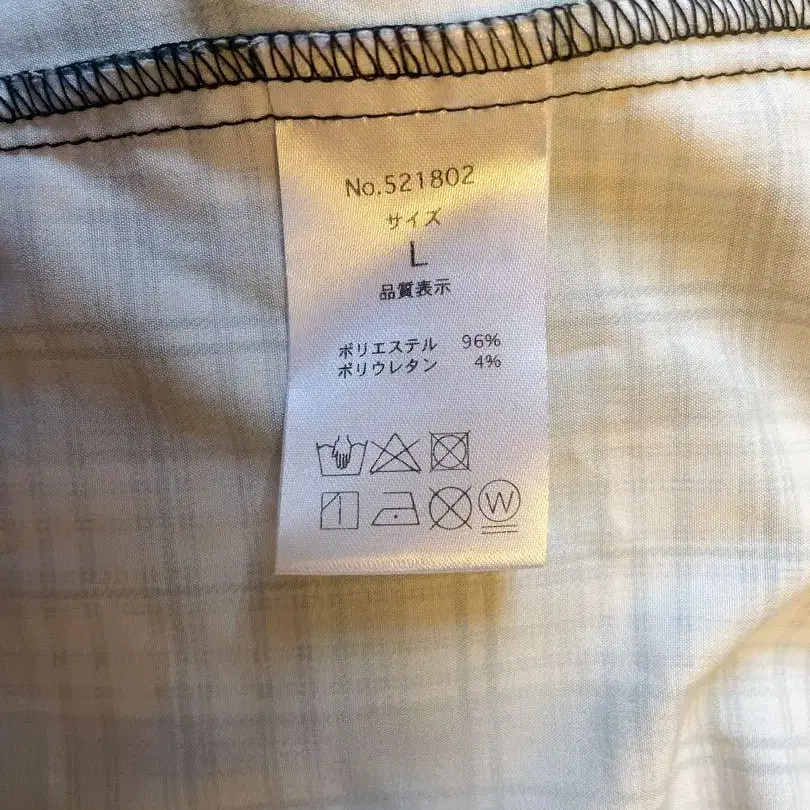 No.521802
サイズ
L
品質表示
ポリエステル 96%
ポリウレタン 4%
W